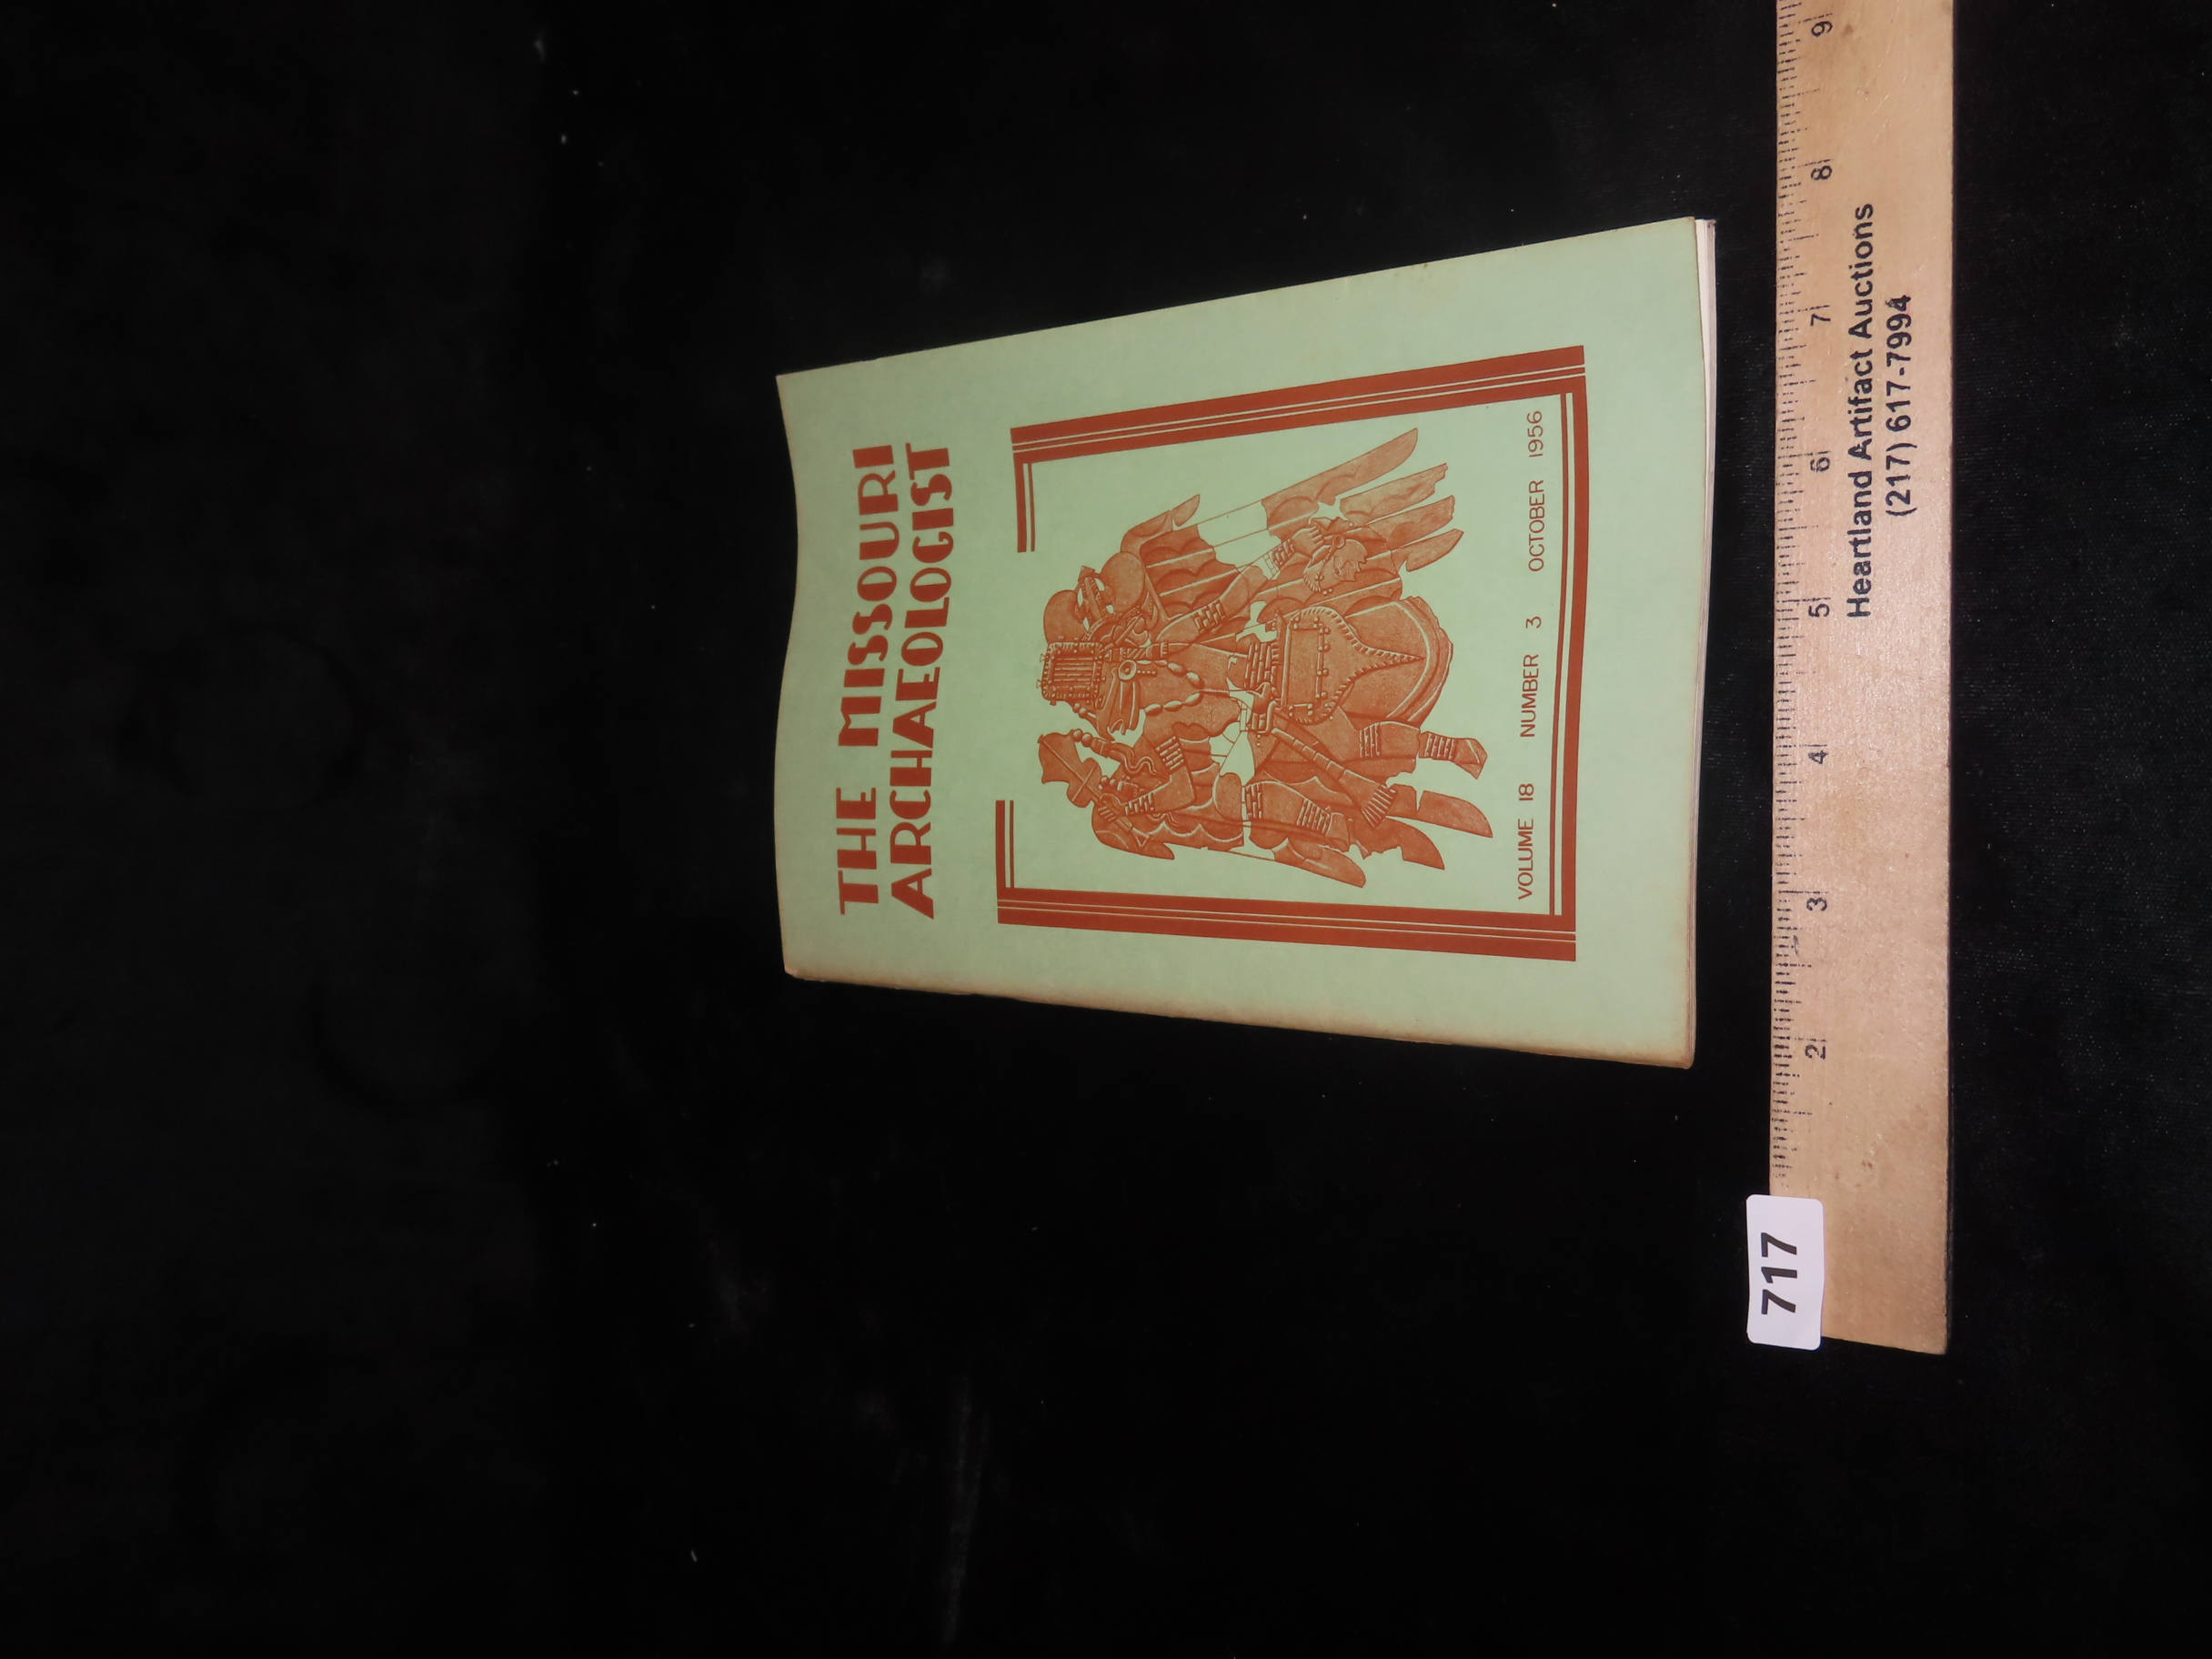 THE MISSOURI
ARCHAEOLOGIST
VOLUME 18 NUMBER 3 OCTOBER 1956
717
2 3 4 5 6 7 8 9
Heartland Artifact Auctions
(217) 617-7994